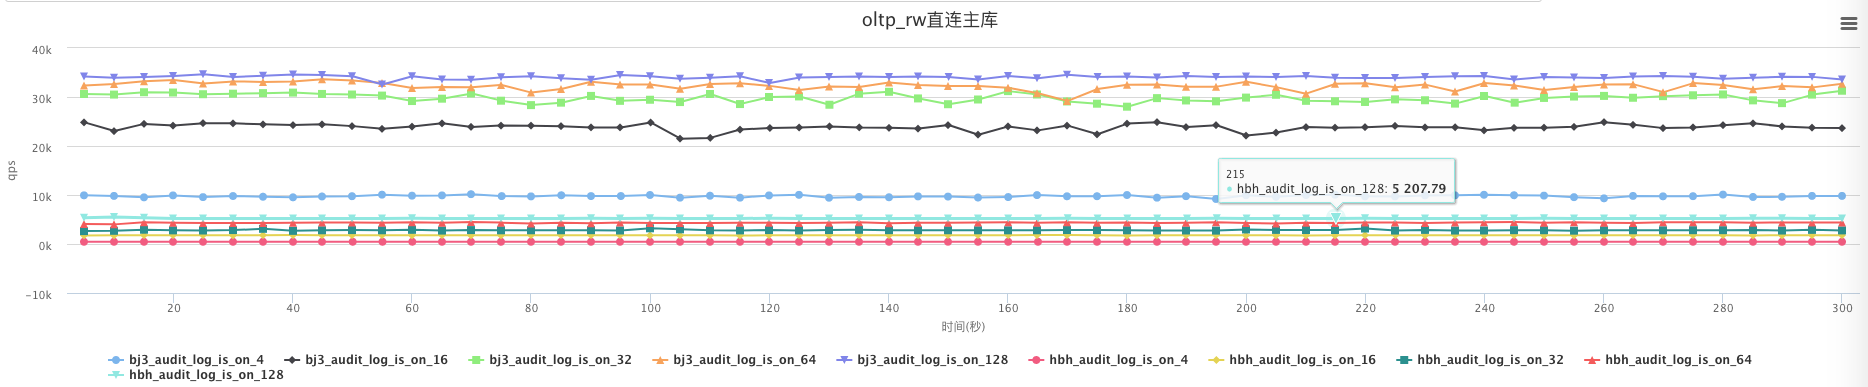 oltp_rw直连主库
40k
30k
20k
10k
0k
-10k
qps
215
hbh_audit_log_is_on_128: 5 207.79
20 40 60 80 100 120 140 160 180 200 220 240 260 280 300
时间(秒)
bj3_audit_log_is_on_4 bj3_audit_log_is_on_16 bj3_audit_log_is_on_32 bj3_audit_log_is_on_64 bj3_audit_log_is_on_128 hbh_audit_log_is_on_4 hbh_audit_log_is_on_16 hbh_audit_log_is_on_32 hbh_audit_log_is_on_64
hbh_audit_log_is_on_128